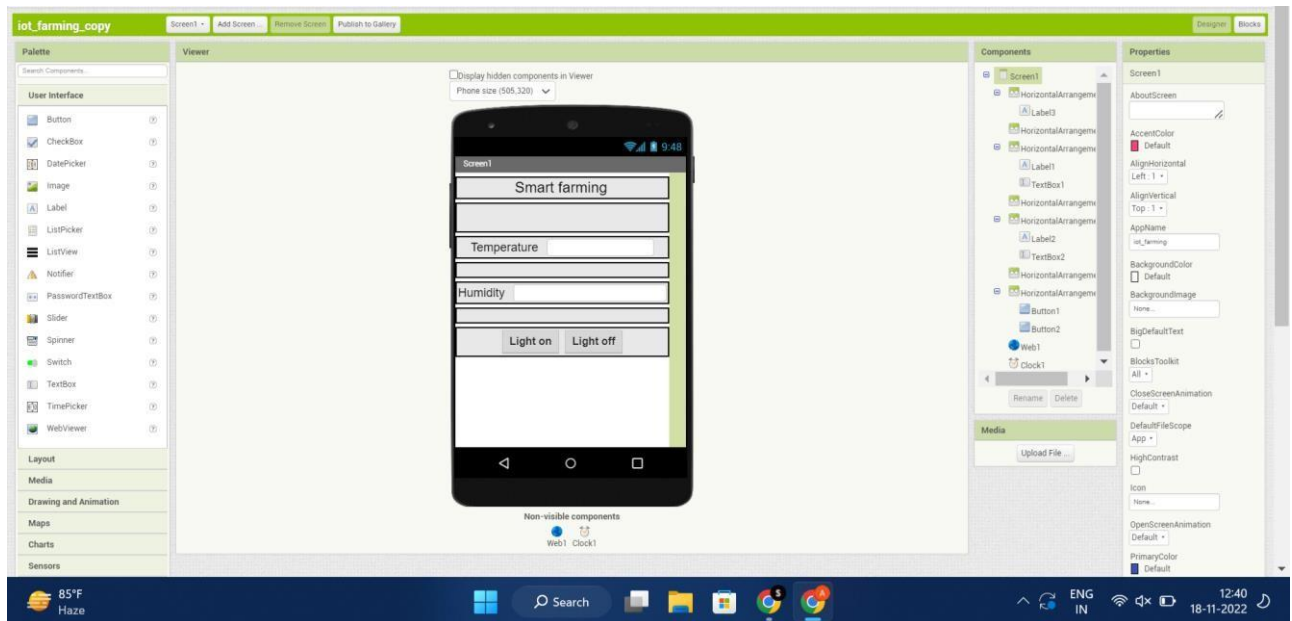 iot_farming_copy
Screen1
Add Screen ...
Remove Screen
Publish to Gallery
Designer
Blocks
Palette
Search Components...
User Interface
Button
CheckBox
DatePicker
Image
Label
ListPicker
ListView
Notifier
PasswordTextBox
Slider
Spinner
Switch
TextBox
TimePicker
WebViewer
Layout
Media
Drawing and Animation
Maps
Charts
Sensors
Viewer
Display hidden components in Viewer
Phone size (505,320)
9:48
Screen1
Smart farming
Temperature
Humidity
Light on
Light off
Non-visible components
Web1 Clock1
Components
Screen1
HorizontalArrangeme
Label3
HorizontalArrangeme
HorizontalArrangeme
Label1
TextBox1
HorizontalArrangeme
HorizontalArrangeme
Label2
TextBox2
HorizontalArrangeme
HorizontalArrangeme
Button1
Button2
Web1
Clock1
Rename
Delete
Media
Upload File ...
Properties
Screen1
AboutScreen
AccentColor
Default
AlignHorizontal
Left : 1
AlignVertical
Top : 1
AppName
iot_farming
BackgroundColor
Default
BackgroundImage
None...
BigDefaultText
BlocksToolkit
All
CloseScreenAnimation
Default
DefaultFileScope
App
HighContrast
Icon
None...
OpenScreenAnimation
Default
PrimaryColor
Default
85°F
Haze
Search
ENG
IN
12:40
18-11-2022